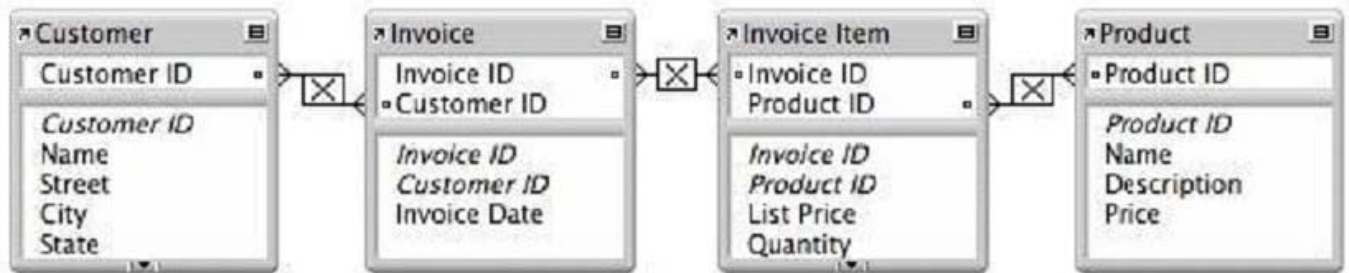 Customer
Customer ID
Customer ID
Name
Street
City
State
Invoice
Invoice ID
Customer ID
Invoice ID
Customer ID
Invoice Date
Invoice Item
Invoice ID
Product ID
Invoice ID
Product ID
List Price
Quantity
Product
Product ID
Product ID
Name
Description
Price